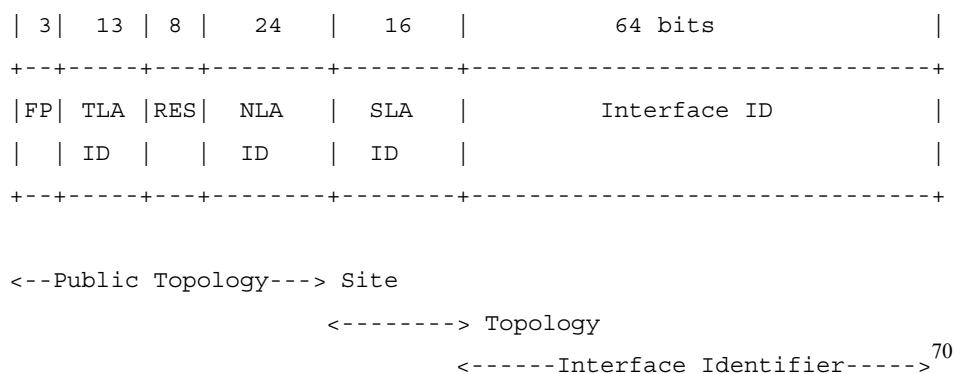 | 3| 13 | 8 | 24 | 16 | 64 bits |
+--+-----+---+--------+--------+--------------------------------+
|FP| TLA |RES| NLA | SLA | Interface ID |
| | ID | | ID | ID | |
+--+-----+---+--------+--------+--------------------------------+
<--Public Topology---> Site
<--------> Topology
<------Interface Identifier----->70